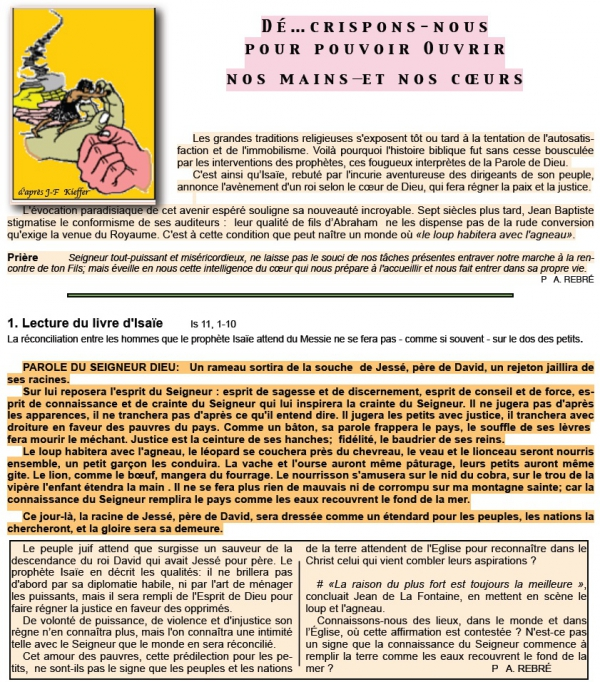 Dé...crispons-nous
pour pouvoir Ouvrir
nos mains—et nos cœurs
d'après J-F Kieffer
Les grandes traditions religieuses s'exposent tôt ou tard à la tentation de l'autosatis-
faction et de l'immobilisme. Voilà pourquoi l'histoire biblique fut sans cesse bousculée
par les interventions des prophètes, ces fougueux interprètes de la Parole de Dieu.
C'est ainsi qu'Isaïe, rebuté par l'incurie aventureuse des dirigeants de son peuple,
annonce l'avènement d'un roi selon le cœur de Dieu, qui fera régner la paix et la justice.
L'évocation paradisiaque de cet avenir espéré souligne sa nouveauté incroyable. Sept siècles plus tard, Jean Baptiste
stigmatise le conformisme de ses auditeurs : leur qualité de fils d'Abraham ne les dispense pas de la rude conversion
qu'exige la venue du Royaume. C'est à cette condition que peut naître un monde où «le loup habitera avec l'agneau».
Prière Seigneur tout-puissant et miséricordieux, ne laisse pas le souci de nos tâches présentes entraver notre marche à la ren-
contre de ton Fils; mais éveille en nous cette intelligence du cœur qui nous prépare à l'accueillir et nous fait entrer dans sa propre vie.
P A. REBRÉ
1. Lecture du livre d'Isaïe Is 11, 1-10
La réconciliation entre les hommes que le prophète Isaïe attend du Messie ne se fera pas - comme si souvent - sur le dos des petits.
PAROLE DU SEIGNEUR DIEU: Un rameau sortira de la souche de Jessé, père de David, un rejeton jaillira de
ses racines.
Sur lui reposera l'esprit du Seigneur : esprit de sagesse et de discernement, esprit de conseil et de force, es-
prit de connaissance et de crainte du Seigneur qui lui inspirera la crainte du Seigneur. Il ne jugera pas d'après
les apparences, il ne tranchera pas d'après ce qu'il entend dire. Il jugera les petits avec justice, il tranchera avec
droiture en faveur des pauvres du pays. Comme un bâton, sa parole frappera le pays, le souffle de ses lèvres
fera mourir le méchant. Justice est la ceinture de ses hanches; fidélité, le baudrier de ses reins.
Le loup habitera avec l'agneau, le léopard se couchera près du chevreau, le veau et le lionceau seront nourris
ensemble, un petit garçon les conduira. La vache et l'ourse auront même pâturage, leurs petits auront même
gite. Le lion, comme le bœuf, mangera du fourrage. Le nourrisson s'amusera sur le nid du cobra, sur le trou de la
vipère l'enfant étendra la main . Il ne se fera plus rien de mauvais ni de corrompu sur ma montagne sainte; car la
connaissance du Seigneur remplira le pays comme les eaux recouvrent le fond de la mer.
Ce jour-là, la racine de Jessé, père de David, sera dressée comme un étendard pour les peuples, les nations la
chercheront, et la gloire sera sa demeure.
Le peuple juif attend que surgisse un sauveur de la
descendance du roi David qui avait Jessé pour père. Le
prophète Isaïe en décrit les qualités: il ne brillera pas
d'abord par sa diplomatie habile, ni par l'art de ménager
les puissants, mais il sera rempli de l'Esprit de Dieu pour
faire régner la justice en faveur des opprimés.
De volonté de puissance, de violence et d'injustice son
règne n'en connaîtra plus, mais l'on connaîtra une intimité
telle avec le Seigneur que le monde en sera réconcilié.
Cet amour des pauvres, cette prédilection pour les pe-
tits, ne sont-ils pas le signe que les peuples et les nations
de la terre attendent de l'Eglise pour reconnaître dans le
Christ celui qui vient combler leurs aspirations ?
# «La raison du plus fort est toujours la meilleure »,
concluait Jean de La Fontaine, en mettent en scène le
loup et l'agneau.
Connaissons-nous des lieux, dans le monde et dans
l'Église, où cette affirmation est contestée ? N'est-ce pas
un signe que la connaissance du Seigneur commence à
remplir la terre comme les eaux recouvrent le fond de la
mer ? P A. REBRÉ